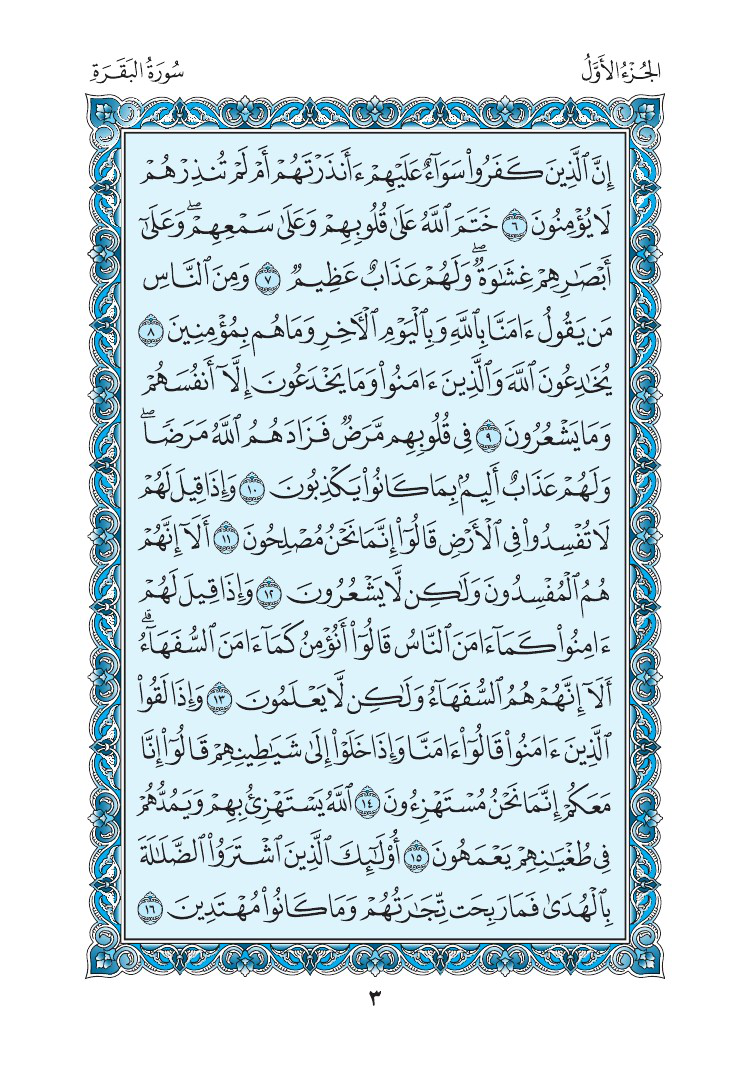 الجُزْءُ الأَوَّلُ
سُورَةُ البَقَرَةِ
إِنَّ ٱلَّذِينَ كَفَرُوا۟ سَوَآءٌ عَلَيْهِمْ ءَأَنذَرْتَهُمْ أَمْ لَمْ تُنذِرْهُمْ
لَا يُؤْمِنُونَ ٦ خَتَمَ ٱللَّهُ عَلَىٰ قُلُوبِهِمْ وَعَلَىٰ سَمْعِهِمْ ۖ وَعَلَىٰٓ
أَبْصَـٰرِهِمْ غِشَـٰوَةٌ ۖ وَلَهُمْ عَذَابٌ عَظِيمٌ ٧ وَمِنَ ٱلنَّاسِ
مَن يَقُولُ ءَامَنَّا بِٱللَّهِ وَبِٱلْيَوْمِ ٱلْـَٔاخِرِ وَمَا هُم بِمُؤْمِنِينَ ٨
يُخَـٰدِعُونَ ٱللَّهَ وَٱلَّذِينَ ءَامَنُوا۟ وَمَا يَخْدَعُونَ إِلَّآ أَنفُسَهُمْ
وَمَا يَشْعُرُونَ ٩ فِى قُلُوبِهِم مَّرَضٌ فَزَادَهُمُ ٱللَّهُ مَرَضًا ۖ
وَلَهُمْ عَذَابٌ أَلِيمٌۢ بِمَا كَانُوا۟ يَكْذِبُونَ ١٠ وَإِذَا قِيلَ لَهُمْ
لَا تُفْسِدُوا۟ فِى ٱلْأَرْضِ قَالُوٓا۟ إِنَّمَا نَحْنُ مُصْلِحُونَ ١١ أَلَآ إِنَّهُمْ
هُمُ ٱلْمُفْسِدُونَ وَلَـٰكِن لَّا يَشْعُرُونَ ١٢ وَإِذَا قِيلَ لَهُمْ
ءَامِنُوا۟ كَمَآ ءَامَنَ ٱلنَّاسُ قَالُوٓا۟ أَنُؤْمِنُ كَمَآ ءَامَنَ ٱلسُّفَهَآءُ ۗ
أَلَآ إِنَّهُمْ هُمُ ٱلسُّفَهَآءُ وَلَـٰكِن لَّا يَعْلَمُونَ ١٣ وَإِذَا لَقُوا۟
ٱلَّذِينَ ءَامَنُوا۟ قَالُوٓا۟ ءَامَنَّا وَإِذَا خَلَوْا۟ إِلَىٰ شَيَـٰطِينِهِمْ قَالُوٓا۟ إِنَّا
مَعَكُمْ إِنَّمَا نَحْنُ مُسْتَهْزِءُونَ ١٤ ٱللَّهُ يَسْتَهْزِئُ بِهِمْ وَيَمُدُّهُمْ
فِى طُغْيَـٰنِهِمْ يَعْمَهُونَ ١٥ أُو۟لَـٰٓئِكَ ٱلَّذِينَ ٱشْتَرَوُا۟ ٱلضَّلَـٰلَةَ
بِٱلْهُدَىٰ فَمَا رَبِحَت تِّجَـٰرَتُهُمْ وَمَا كَانُوا۟ مُهْتَدِينَ ١٦
٣